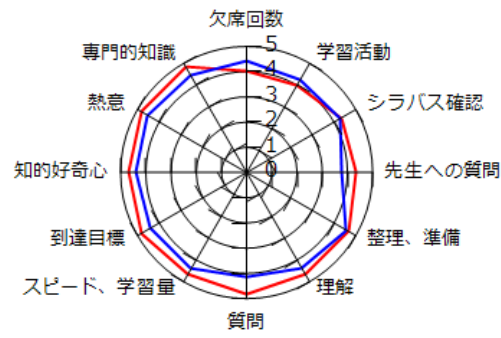 欠席回数
専門的知識
学習活動
5
4
3
2
1
0
熱意
シラバス確認
知的好奇心
先生への質問
到達目標
整理、準備
スピード、学習量
理解
質問